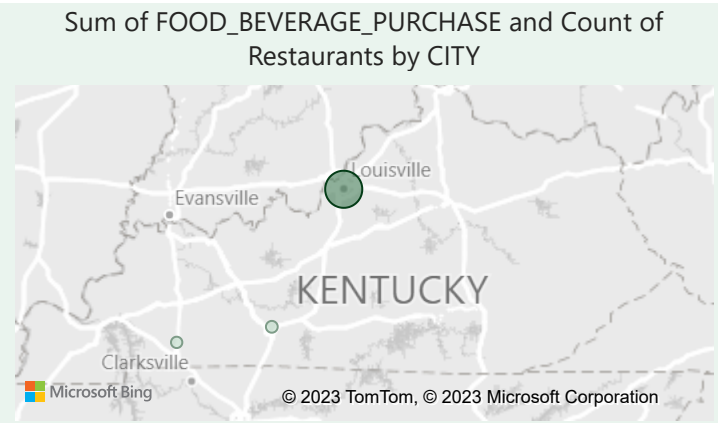 Sum of FOOD_BEVERAGE_PURCHASE and Count of
Restaurants by CITY
Louisville
Evansville
KENTUCKY
Clarksville
Microsoft Bing
© 2023 TomTom, © 2023 Microsoft Corporation